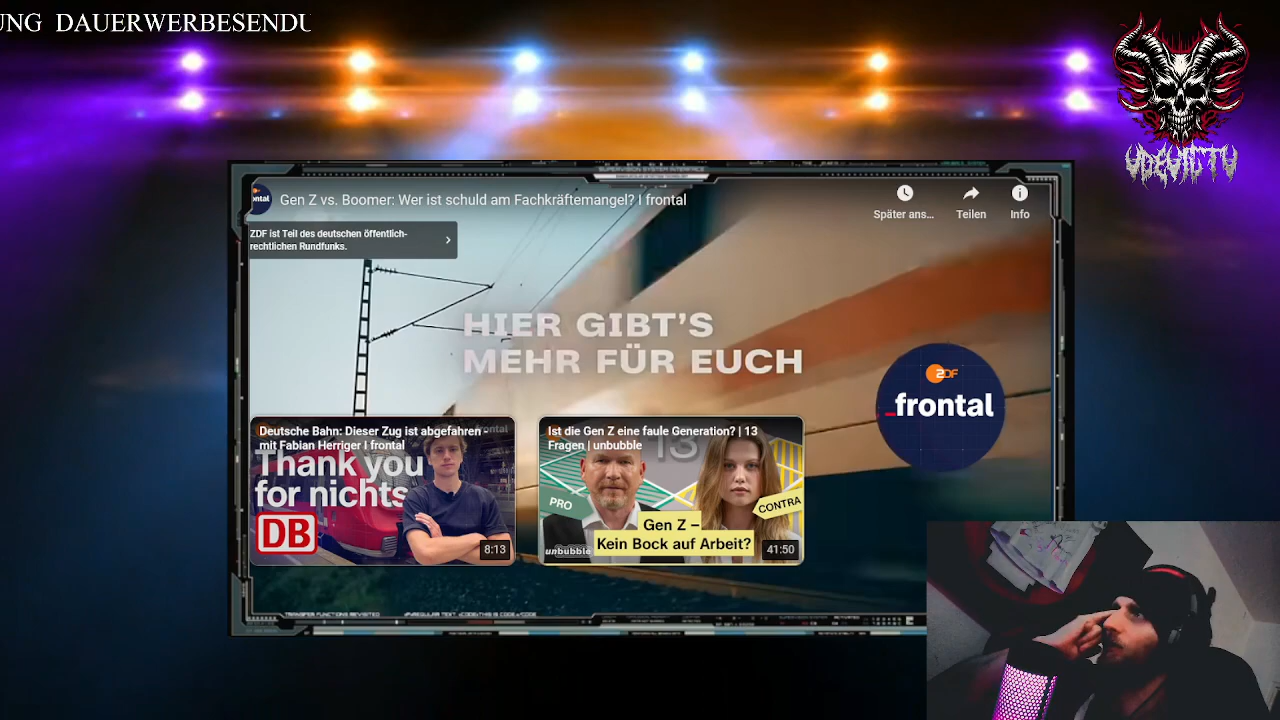 UNG DAUERWERBESENDU
VDEVICTV
Gen Z vs. Boomer: Wer ist schuld am Fachkräftemangel? I frontal
Später ans...
Teilen
Info
ZDF ist Teil des deutschen öffentlich-
rechtlichen Rundfunks.
HIER GIBT'S
MEHR FÜR EUCH
ZDF
frontal
Deutsche Bahn: Dieser Zug ist abgefahren
mit Fabian Herriger I frontal
Thank you
for nichts
DB
8:13
Ist die Gen Z eine faule Generation? | 13
Fragen | unbubble
13
PRO
CONTRA
Gen Z –
Kein Bock auf Arbeit?
unbubble
41:50